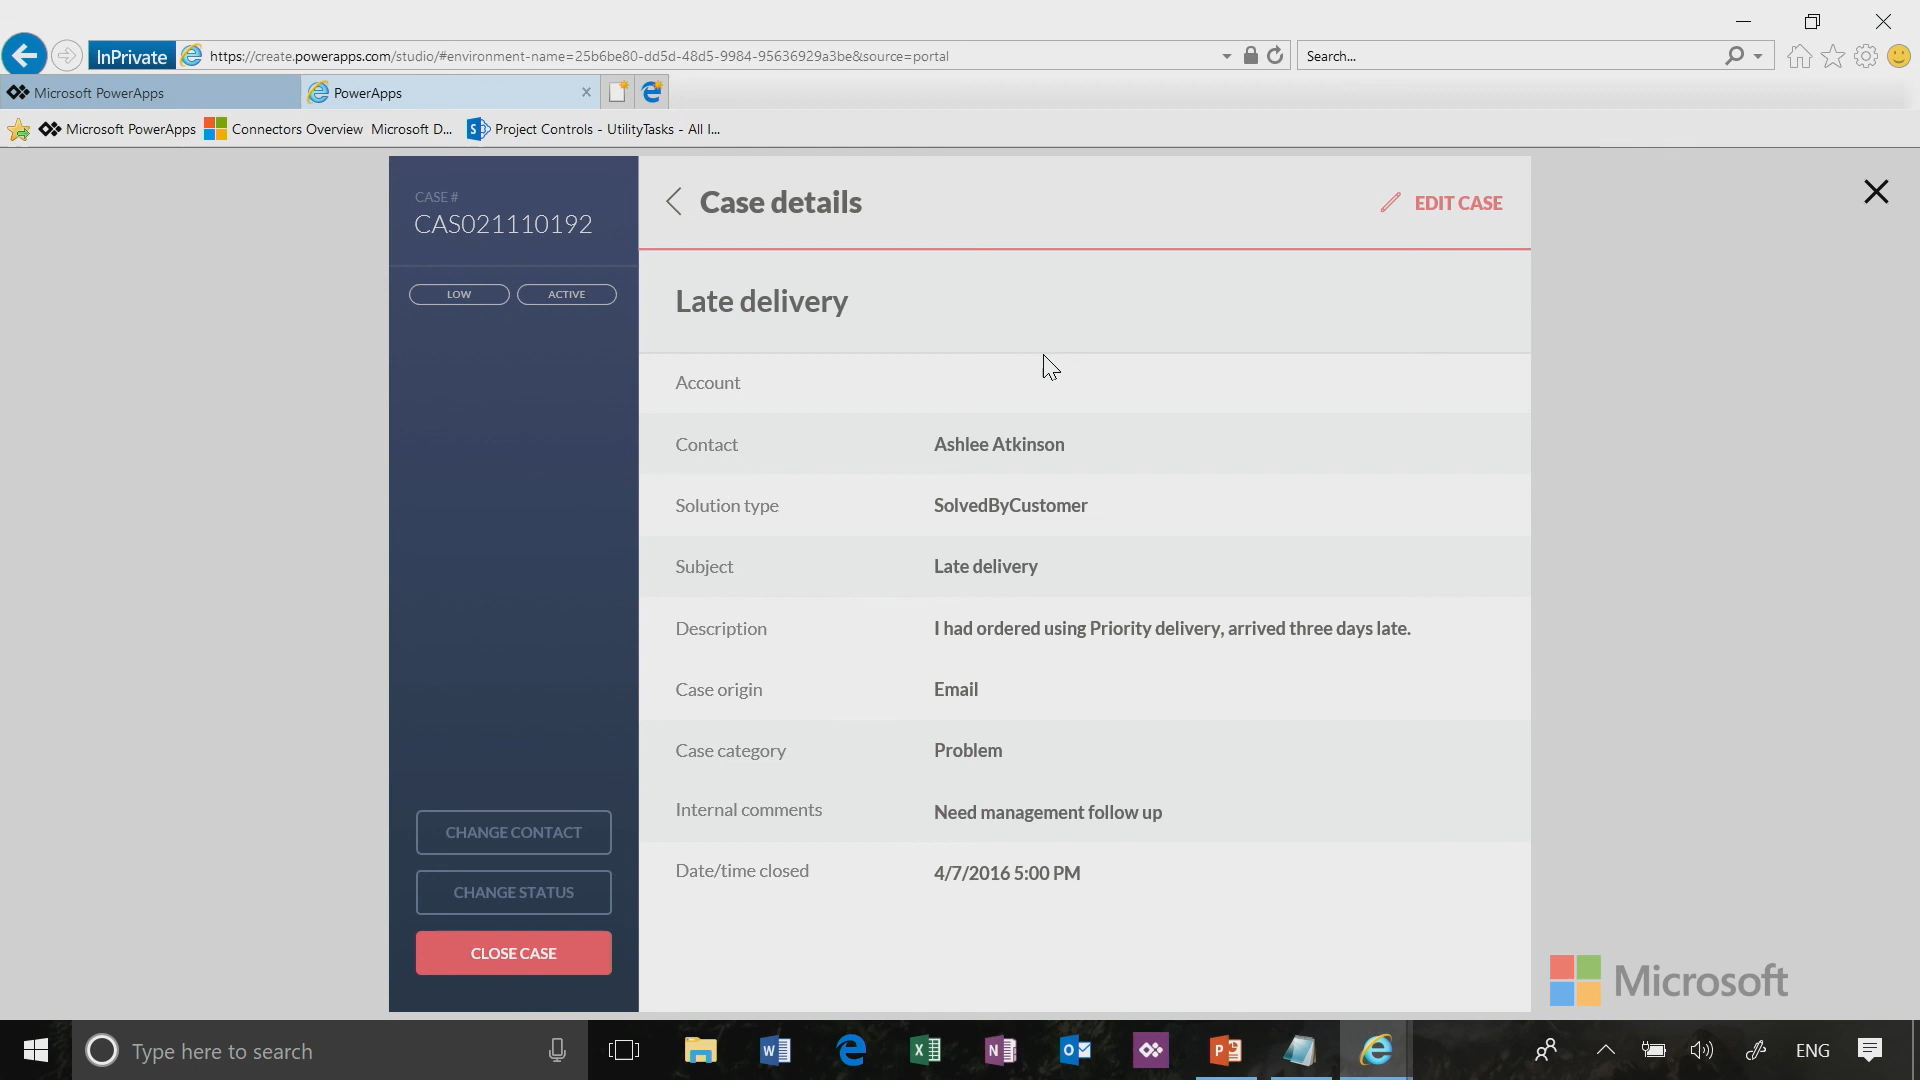 InPrivate
https://create.powerapps.com/studio/#environment-name=25b6be80-dd5d-48d5-9984-95636929a3be&source=portal
Search...
Microsoft PowerApps
PowerApps
Microsoft PowerApps
Connectors Overview Microsoft D...
Project Controls - UtilityTasks - All I...
CASE #
CAS021110192
LOW
ACTIVE
CHANGE CONTACT
CHANGE STATUS
CLOSE CASE
Case details
EDIT CASE
Late delivery
Account
Contact Ashlee Atkinson
Solution type SolvedByCustomer
Subject Late delivery
Description I had ordered using Priority delivery, arrived three days late.
Case origin Email
Case category Problem
Internal comments Need management follow up
Date/time closed 4/7/2016 5:00 PM
Microsoft
Type here to search
ENG